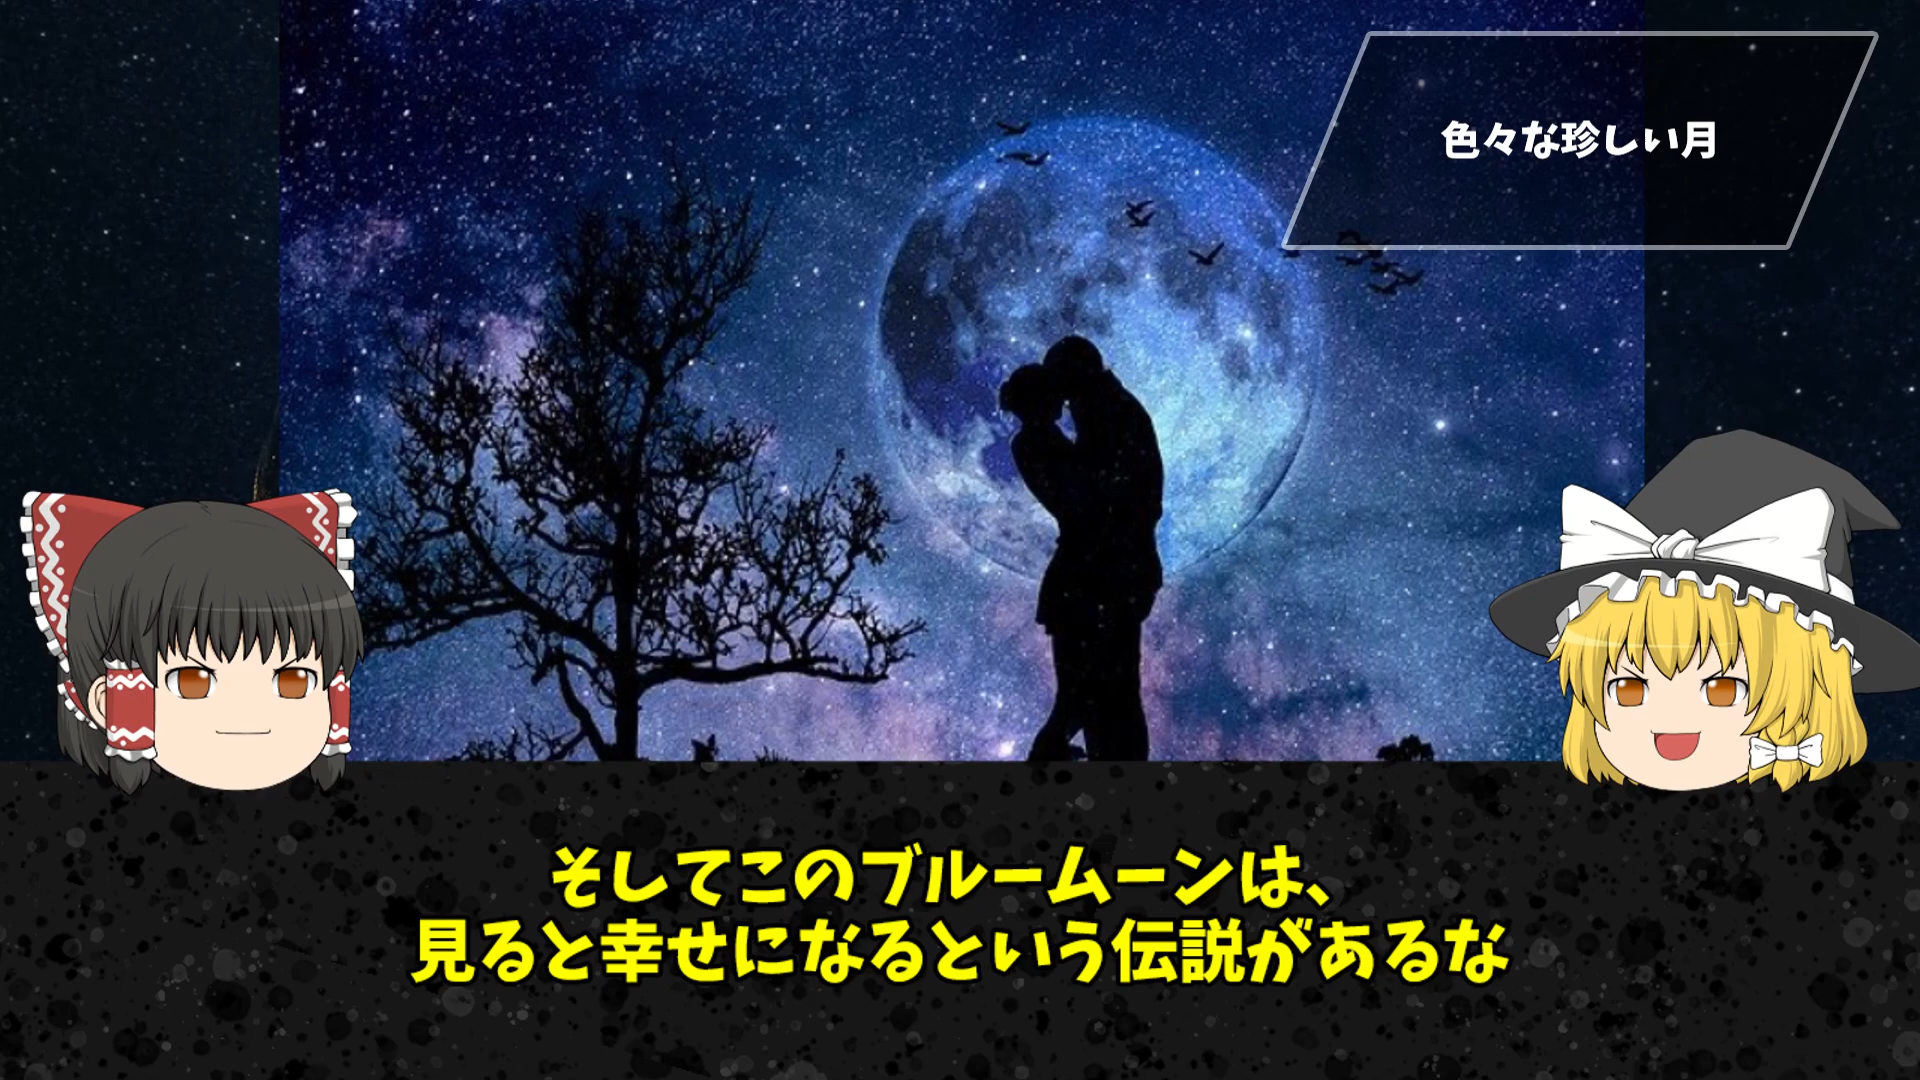 色々な珍しい月
そしてこのブルームーンは、
見ると幸せになるという伝説があるな